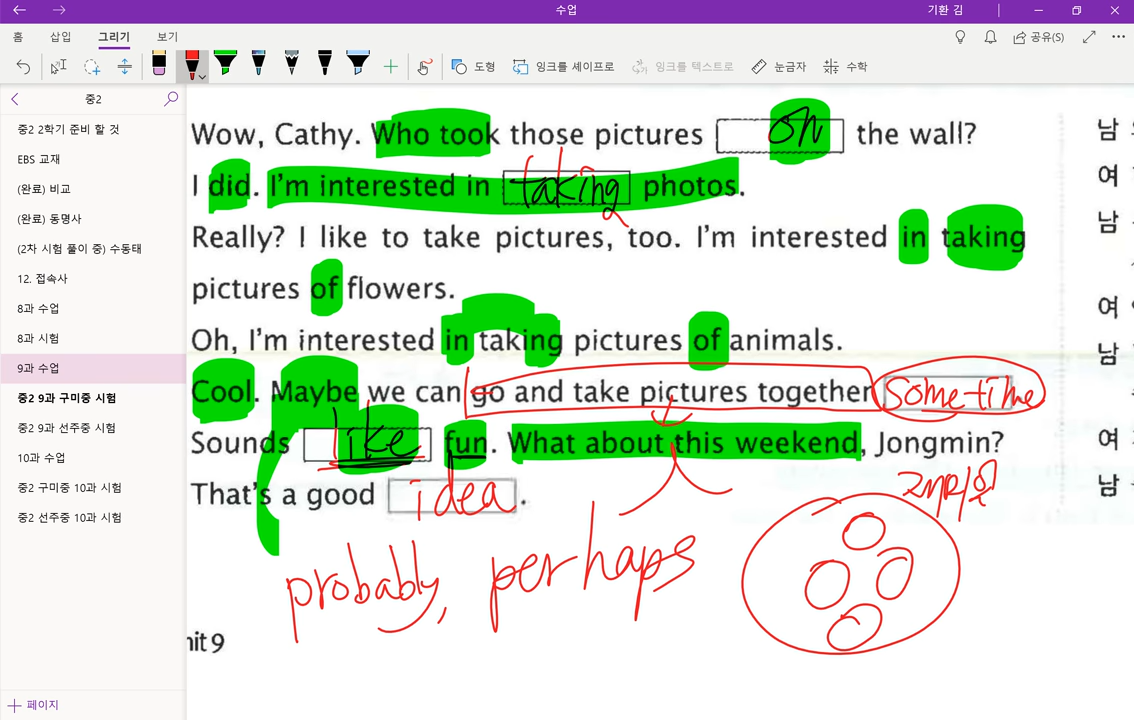 수업
기환 김
홈 삽입 그리기 보기
공유(S)
도형
잉크를 셰이프로
잉크를 텍스트로
눈금자
수학
중2
중2 2학기 준비 할 것
EBS 교재
(완료) 비교
(완료) 동명사
(2차 시험 풀이 중) 수동태
12. 접속사
8과 수업
8과 시험
9과 수업
중2 9과 구미중 시험
중2 9과 선주중 시험
10과 수업
중2 구미중 10과 시험
중2 선주중 10과 시험
페이지
Wow, Cathy. Who took those pictures on the wall?
I did. I'm interested in taking photos.
Really? I like to take pictures, too. I'm interested in taking
pictures of flowers.
Oh, I'm interested in taking pictures of animals.
Cool. Maybe we can go and take pictures together sometime
Sounds like fun. What about this weekend, Jongmin?
That's a good idea.
probably, perhaps
nit 9
남
여
남
여
남
여
남